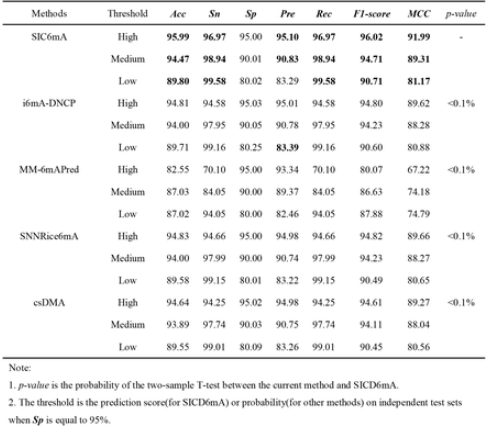 Methods Threshold Acc Sn Sp Pre Rec F1-score MCC p-value
SIC6mA High 95.99 96.97 95.00 95.10 96.97 96.02 91.99 -
Medium 94.47 98.94 90.00 90.83 98.94 94.71 89.31
Low 89.80 99.58 80.02 83.29 99.58 90.71 81.17
i6mA-DNCP High 94.81 94.58 95.03 95.01 94.58 94.80 89.62 <0.1%
Medium 94.00 97.95 90.05 90.78 97.95 94.23 88.28
Low 89.71 99.16 80.25 83.39 99.16 90.60 80.88
MM-6mAPred High 82.55 70.10 95.00 93.34 70.10 80.07 67.22 <0.1%
Medium 87.03 84.05 90.00 89.37 84.05 86.63 74.18
Low 87.02 94.05 80.00 82.46 94.05 87.88 74.79
SNNRice6mA High 94.83 94.66 95.00 94.98 94.66 94.82 89.66 <0.1%
Medium 94.00 97.99 90.00 90.74 97.99 94.23 88.27
Low 89.58 99.15 80.01 83.22 99.15 90.49 80.65
csDMA High 94.64 94.25 95.02 94.98 94.25 94.61 89.27 <0.1%
Medium 93.89 97.74 90.03 90.75 97.74 94.11 88.04
Low 89.55 99.01 80.09 83.26 99.01 90.45 80.56
Note:
1. p-value is the probability of the two-sample T-test between the current method and SICD6mA.
2. The threshold is the prediction score(for SICD6mA) or probability(for other methods) on independent test sets
when Sp is equal to 95%.